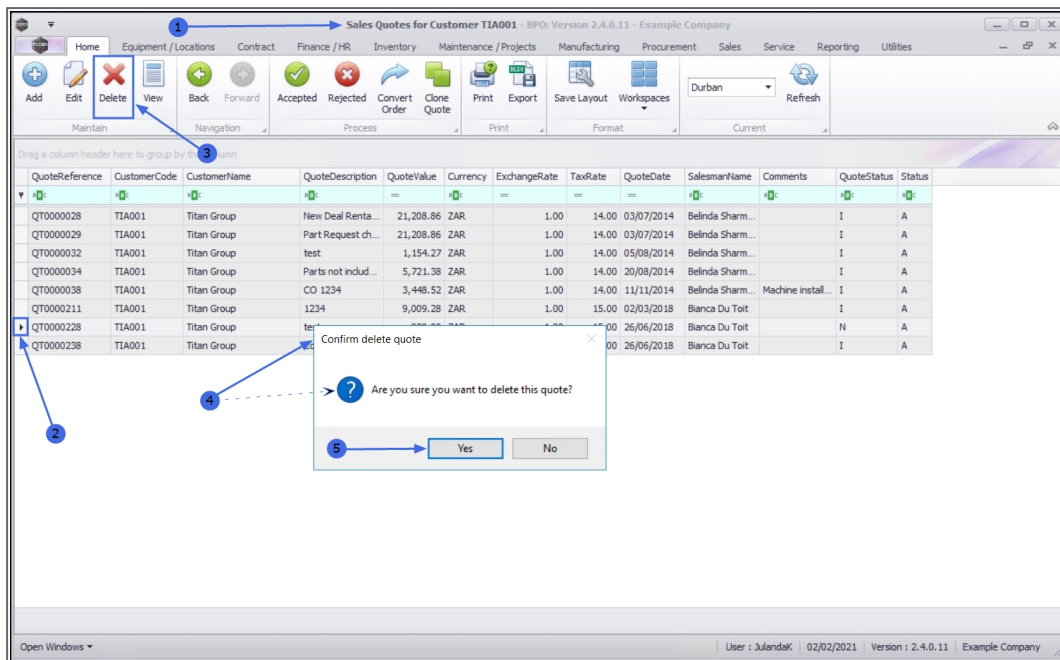 1
Sales Quotes for Customer TIA001 - BPO: Version 2.4.0.11 - Example Company
Home Equipment / Locations Contract Finance / HR Inventory Maintenance / Projects Manufacturing Procurement Sales Service Reporting Utilities
Add Edit Delete View Back Forward Accepted Rejected Convert Order Clone Quote Print Export Save Layout Workspaces Durban Refresh
Maintain Navigation Process Print Format Current
3
Drag a column header here to group by column
QuoteReference CustomerCode CustomerName QuoteDescription QuoteValue Currency ExchangeRate TaxRate QuoteDate SalesmanName Comments QuoteStatus Status
QT0000028 TIA001 Titan Group New Deal Renta... 21,208.86 ZAR 1.00 14.00 03/07/2014 Belinda Sharm... I A
QT0000029 TIA001 Titan Group Part Request ch... 21,208.86 ZAR 1.00 14.00 03/07/2014 Belinda Sharm... I A
QT0000032 TIA001 Titan Group test 1,154.27 ZAR 1.00 14.00 05/08/2014 Belinda Sharm... I A
QT0000034 TIA001 Titan Group Parts not includ... 5,721.38 ZAR 1.00 14.00 20/08/2014 Belinda Sharm... I A
QT0000038 TIA001 Titan Group CO 1234 3,448.52 ZAR 1.00 14.00 11/11/2014 Belinda Sharm... Machine install... I A
QT0000211 TIA001 Titan Group 1234 9,009.28 ZAR 1.00 15.00 02/03/2018 Bianca Du Toit I A
QT0000228 TIA001 Titan Group 26/06/2018 Bianca Du Toit N A
QT0000238 TIA001 Titan Group 26/06/2018 Bianca Du Toit I A
Confirm delete quote
Are you sure you want to delete this quote?
4
2
5
Yes No
Open Windows
User : JulandaK 02/02/2021 Version : 2.4.0.11 Example Company